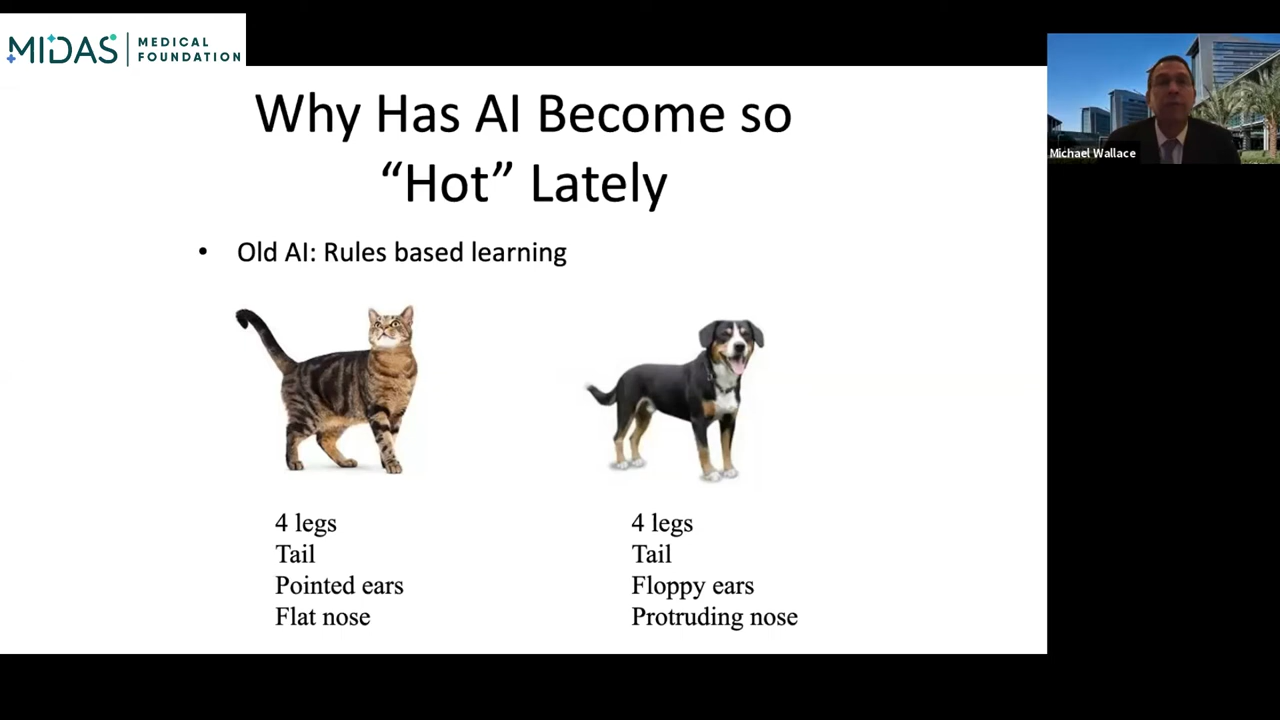 MIDAS
MEDICAL
FOUNDATION
Michael Wallace
Why Has AI Become so
“Hot” Lately
• Old AI: Rules based learning
4 legs
Tail
Pointed ears
Flat nose
4 legs
Tail
Floppy ears
Protruding nose